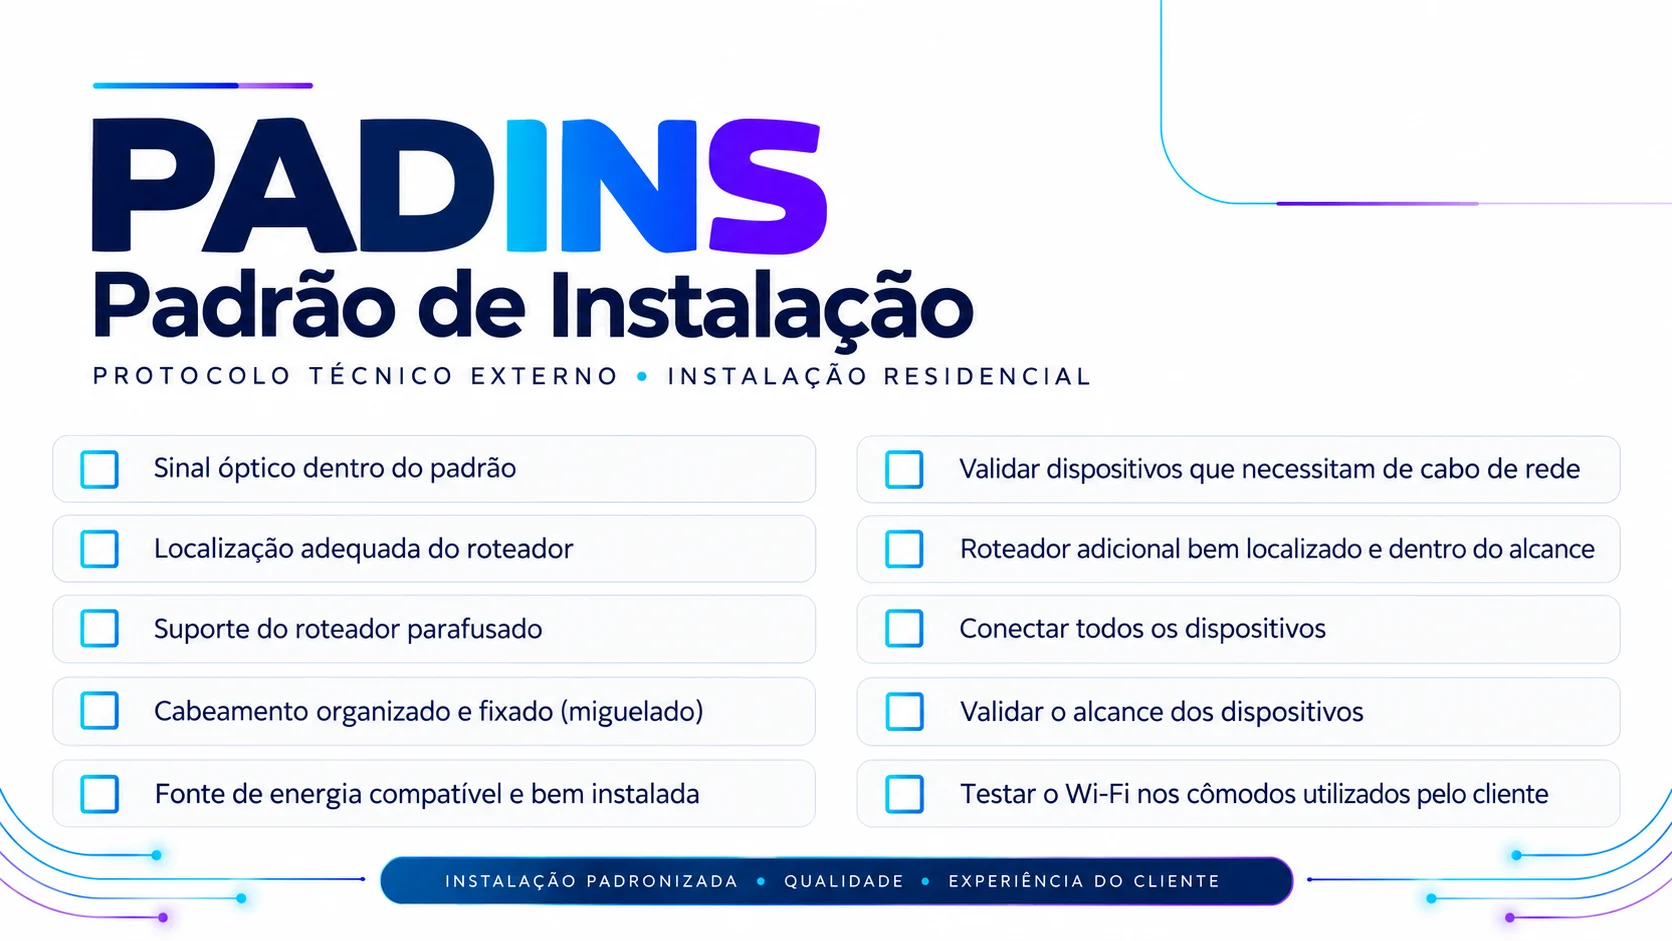 PADINS
Padrão de Instalação
PROTOCOLO TÉCNICO EXTERNO • INSTALAÇÃO RESIDENCIAL
Sinal óptico dentro do padrão
Localização adequada do roteador
Suporte do roteador parafusado
Cabeamento organizado e fixado (miguelado)
Fonte de energia compatível e bem instalada
Validar dispositivos que necessitam de cabo de rede
Roteador adicional bem localizado e dentro do alcance
Conectar todos os dispositivos
Validar o alcance dos dispositivos
Testar o Wi-Fi nos cômodos utilizados pelo cliente
INSTALAÇÃO PADRONIZADA • QUALIDADE • EXPERIÊNCIA DO CLIENTE